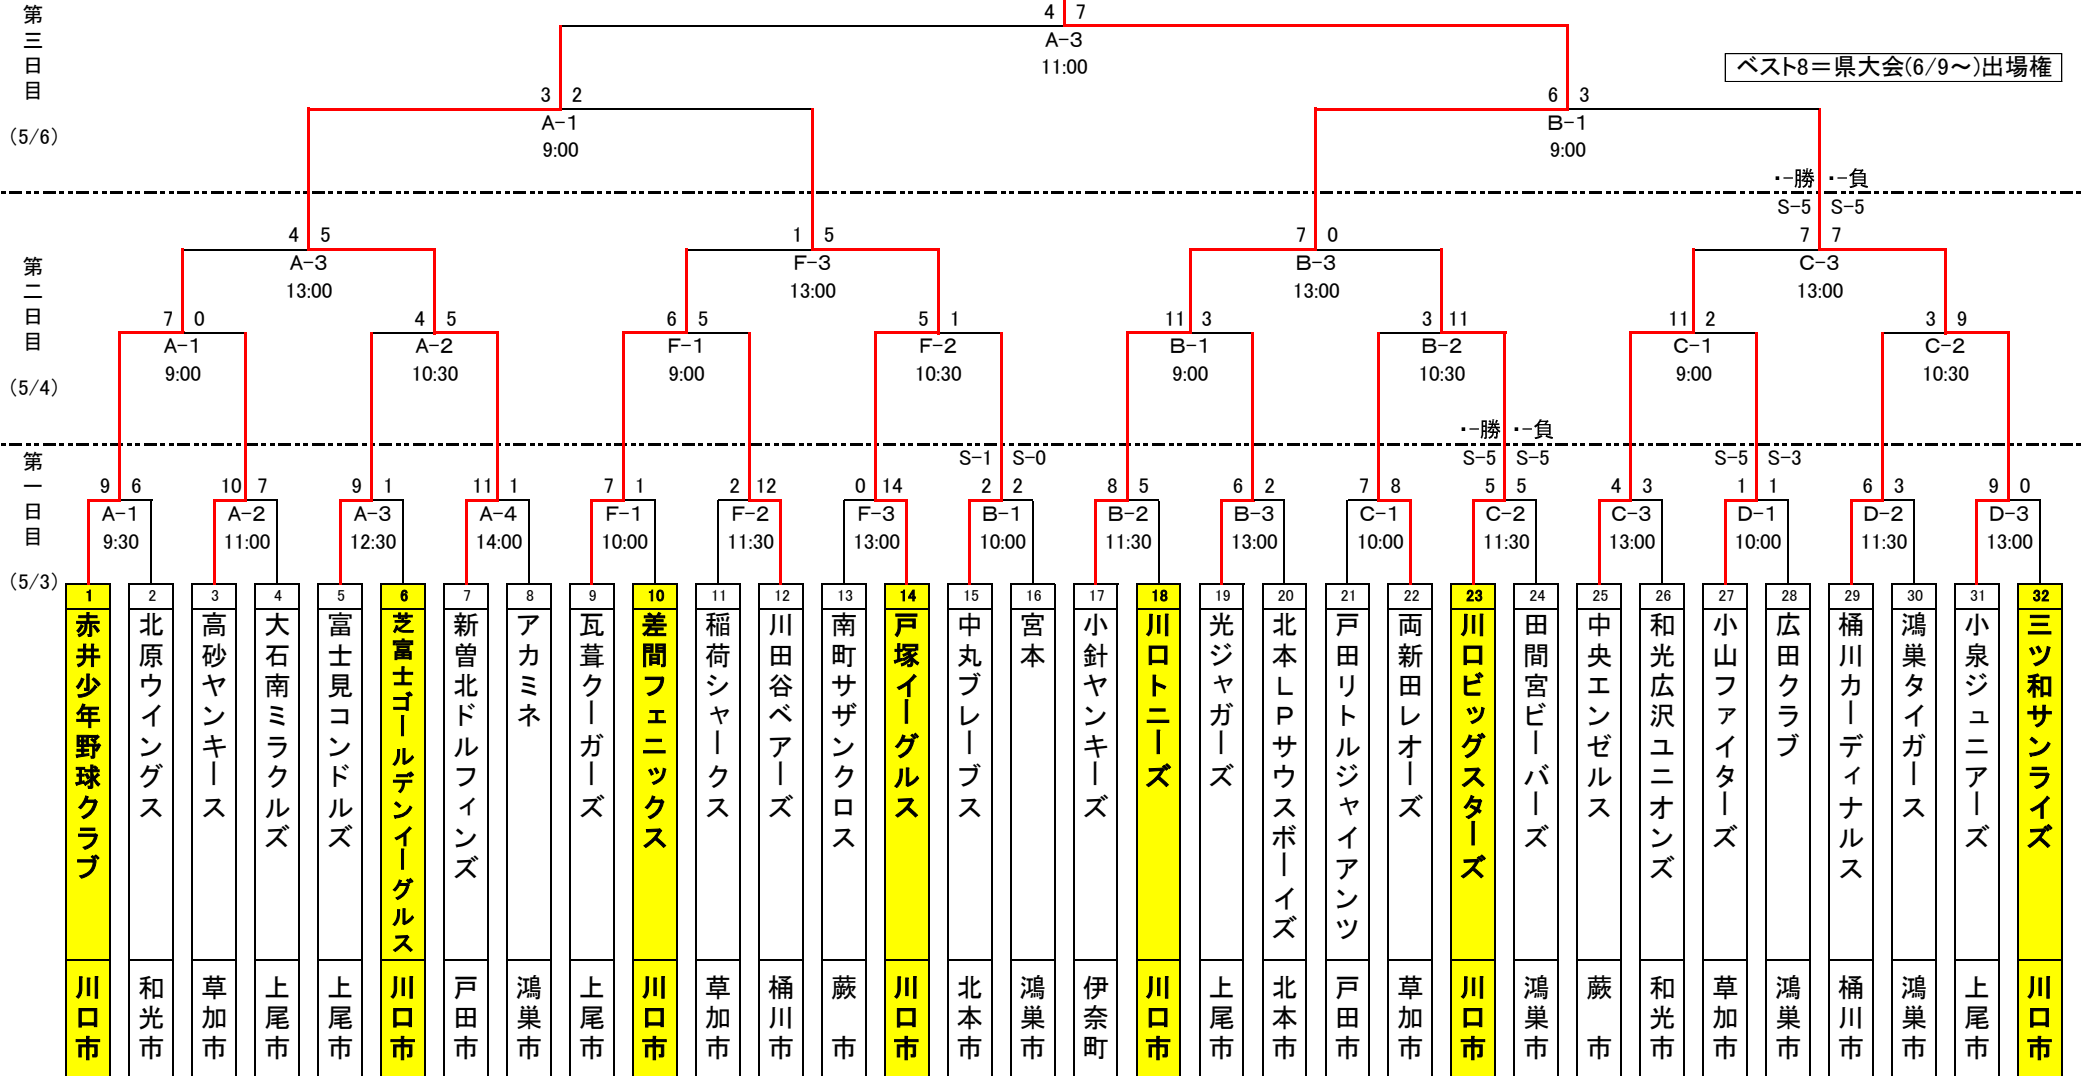 第三日目
(5/6)
4 7
A-3
11:00
ベスト8＝県大会(6/9～)出場権
3 2
A-1
9:00
6 3
B-1
9:00
・-勝 ・-負
S-5 S-5
第二日目
(5/4)
4 5
A-3
13:00
1 5
F-3
13:00
7 0
B-3
13:00
7 7
C-3
13:00
7 0
A-1
9:00
4 5
A-2
10:30
6 5
F-1
9:00
5 1
F-2
10:30
11 3
B-1
9:00
3 11
B-2
10:30
11 2
C-1
9:00
3 9
C-2
10:30
第一日目
(5/3)
9 6
A-1
9:30
10 7
A-2
11:00
9 1
A-3
12:30
11 1
A-4
14:00
7 1
F-1
10:00
2 12
F-2
11:30
0 14
F-3
13:00
S-1 S-0
2 2
B-1
10:00
8 5
B-2
11:30
6 2
B-3
13:00
7 8
C-1
10:00
・-勝 ・-負
S-5 S-5
5 5
C-2
11:30
4 3
C-3
13:00
S-5 S-3
1 1
D-1
10:00
6 3
D-2
11:30
9 0
D-3
13:00
1 赤井少年野球クラブ 川口市
2 北原ウイングス 和光市
3 高砂ヤンキース 草加市
4 大石南ミラクルズ 上尾市
5 富士見コンドルズ 上尾市
6 芝富士ゴールデンイーグルス 川口市
7 新曽北ドルフィンズ 戸田市
8 アカミネ 鴻巣市
9 瓦葺クーガーズ 上尾市
10 差間フェニックス 川口市
11 稲荷シャークス 草加市
12 川田谷ベアーズ 桶川市
13 南町サザンクロス 蕨市
14 戸塚イーグルス 川口市
15 中丸ブレーブス 北本市
16 宮本 鴻巣市
17 小針ヤンキーズ 伊奈町
18 川口トニーズ 川口市
19 光ジャガーズ 上尾市
20 北本ＬＰサウスボーイズ 北本市
21 戸田リトルジャイアンツ 戸田市
22 両新田レオーズ 草加市
23 川口ビッグスターズ 川口市
24 田間宮ビーバーズ 鴻巣市
25 中央エンゼルス 蕨市
26 和光広沢ユニオンズ 和光市
27 小山ファイターズ 草加市
28 広田クラブ 鴻巣市
29 桶川カーディナルス 桶川市
30 鴻巣タイガース 鴻巣市
31 小泉ジュニアーズ 上尾市
32 三ツ和サンライズ 川口市